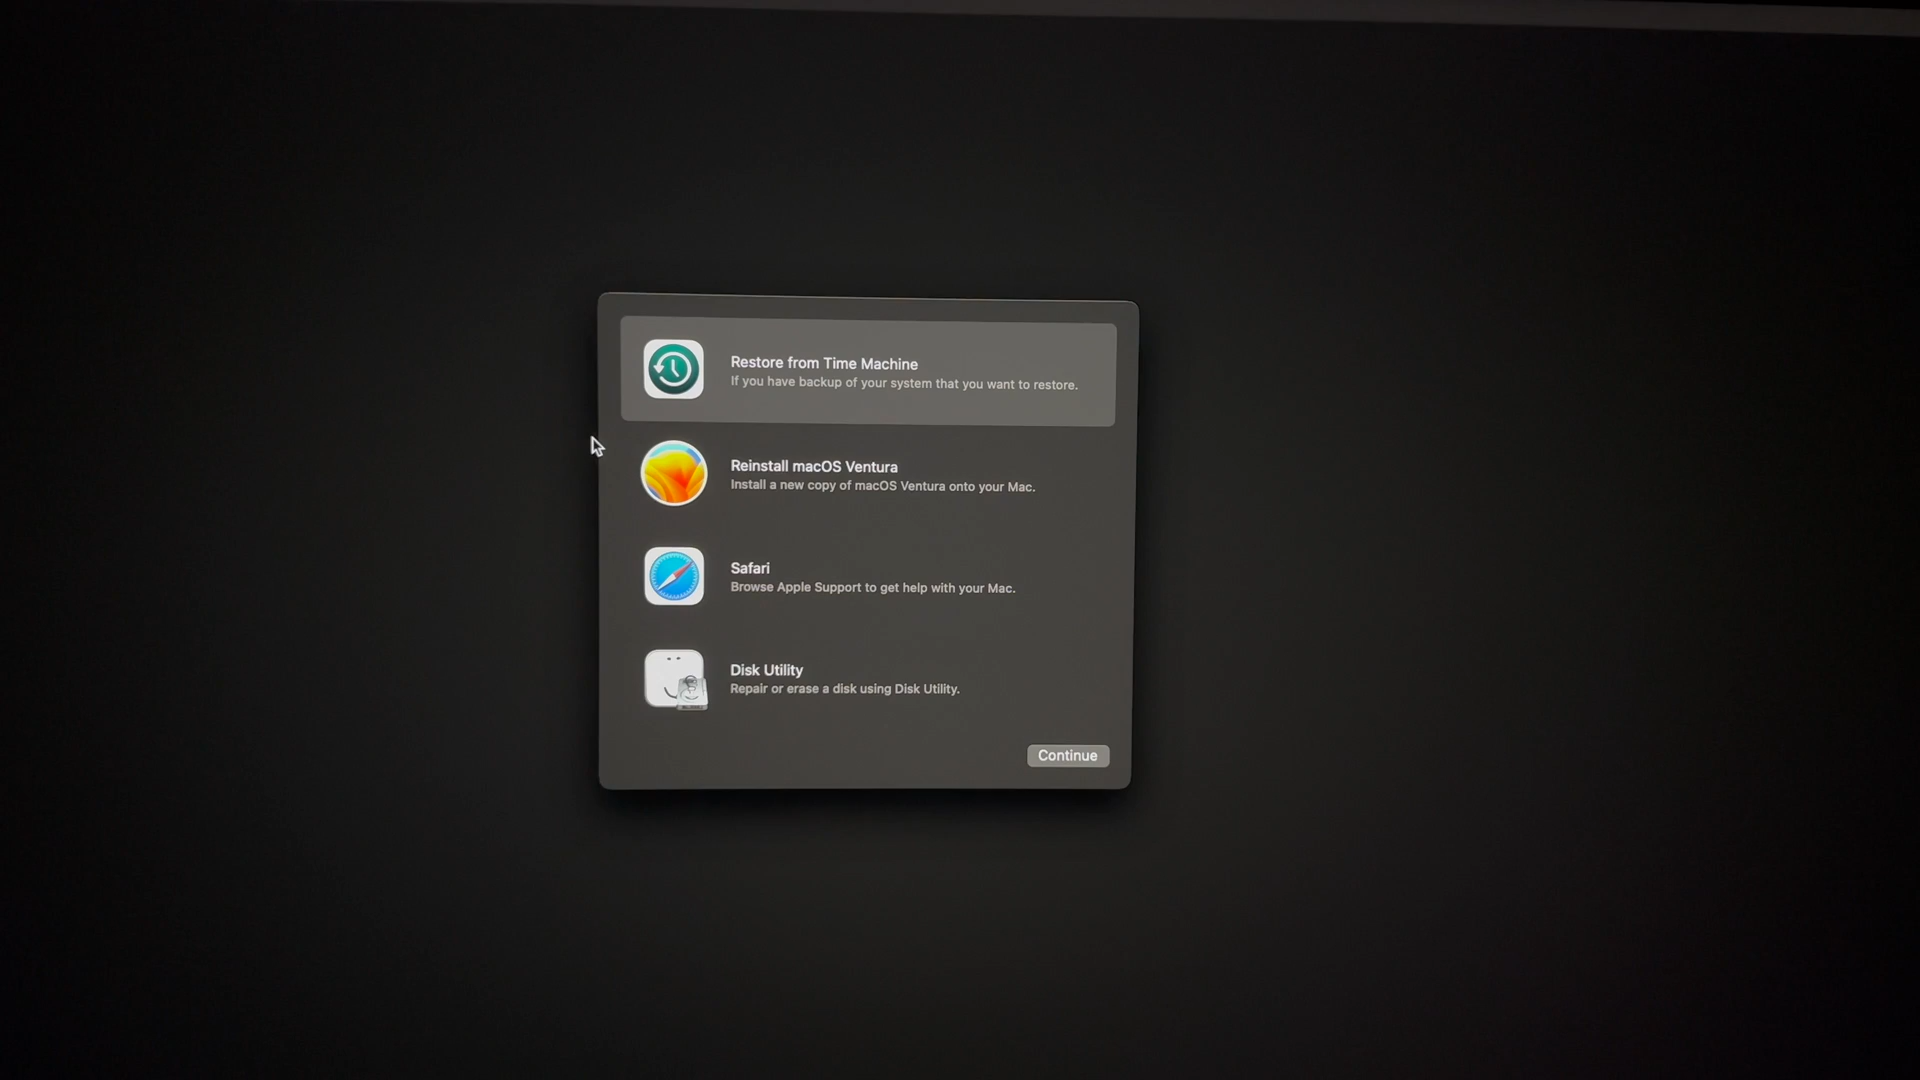 Restore from Time Machine
If you have backup of your system that you want to restore.
Reinstall macOS Ventura
Install a new copy of macOS Ventura onto your Mac.
Safari
Browse Apple Support to get help with your Mac.
Disk Utility
Repair or erase a disk using Disk Utility.
Continue